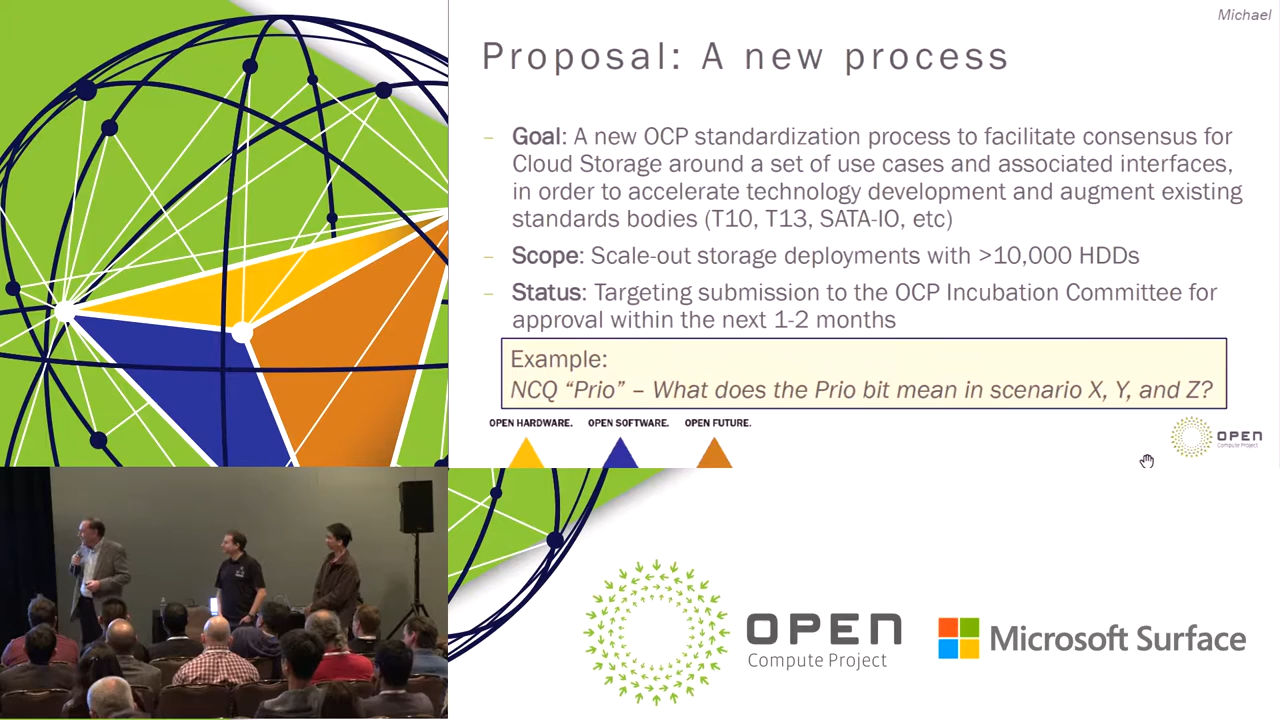 Michael
Proposal: A new process
– Goal: A new OCP standardization process to facilitate consensus for
Cloud Storage around a set of use cases and associated interfaces,
in order to accelerate technology development and augment existing
standards bodies (T10, T13, SATA-IO, etc)
– Scope: Scale-out storage deployments with >10,000 HDDs
– Status: Targeting submission to the OCP Incubation Committee for
approval within the next 1-2 months
Example:
NCQ “Prio” – What does the Prio bit mean in scenario X, Y, and Z?
OPEN HARDWARE. OPEN SOFTWARE. OPEN FUTURE.
OPEN
Compute Project
OPEN
Compute Project
Microsoft Surface